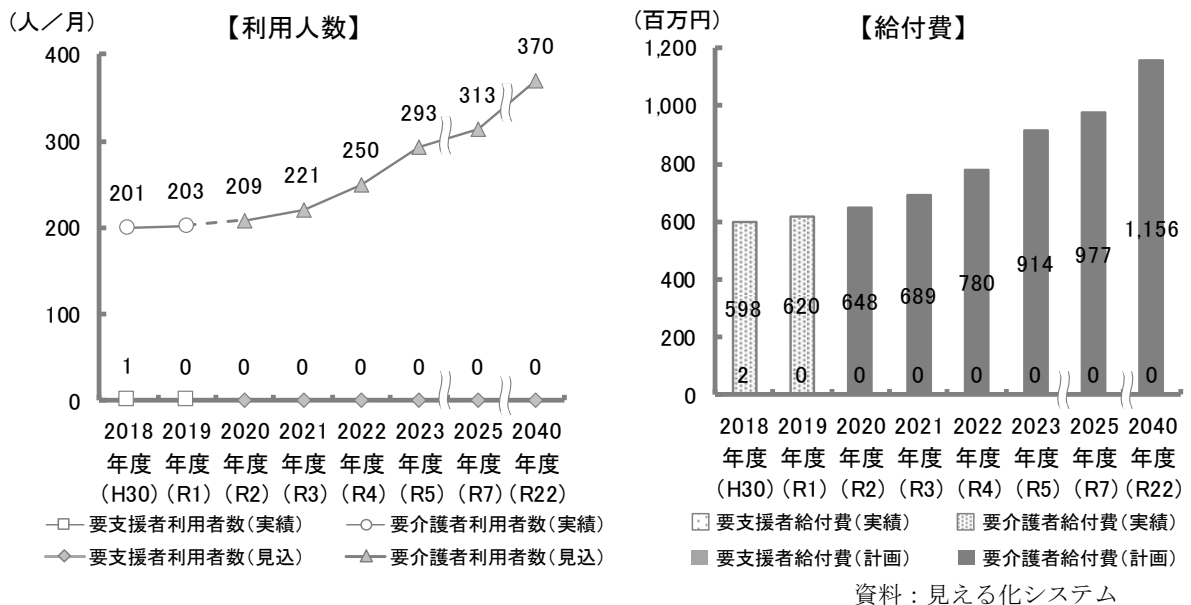 (人／月)
【利用人数】
400
300
200
100
0
201
203
209
221
250
293
313
370
1
0
0
0
0
0
0
0
2018
年度
(H30)
2019
年度
(R1)
2020
年度
(R2)
2021
年度
(R3)
2022
年度
(R4)
2023
年度
(R5)
2025
年度
(R7)
2040
年度
(R22)
要支援者利用者数(実績)
要介護者利用者数(実績)
要支援者利用者数(見込)
要介護者利用者数(見込)
(百万円)
【給付費】
1,200
1,000
800
600
400
200
0
598
620
648
689
780
914
977
1,156
2
0
0
0
0
0
0
0
2018
年度
(H30)
2019
年度
(R1)
2020
年度
(R2)
2021
年度
(R3)
2022
年度
(R4)
2023
年度
(R5)
2025
年度
(R7)
2040
年度
(R22)
要支援者給付費(実績)
要介護者給付費(実績)
要支援者給付費(計画)
要介護者給付費(計画)
資料：見える化システム